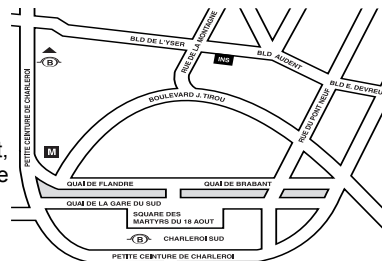 BLD DE L'YSER
RUE DE LA MONTAGNE
INS
BLD AUDENT
BLD E. DEVREU
PETITE CEINTURE DE CHARLEROI
B
BOULEVARD J. TIROU
RUE DU PONT NEUF
t,
M
e
QUAI DE FLANDRE
QUAI DE BRABANT
QUAI DE LA GARE DU SUD
SQUARE DES
MARTYRS DU 18 AOUT
B
CHARLEROI SUD
PETITE CEINTURE DE CHARLEROI